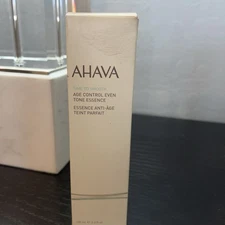 AHAVA
AGE CONTROL EVEN
TONE ESSENCE
ESSENCE ANTI-ÂGE
TEINT PARFAIT